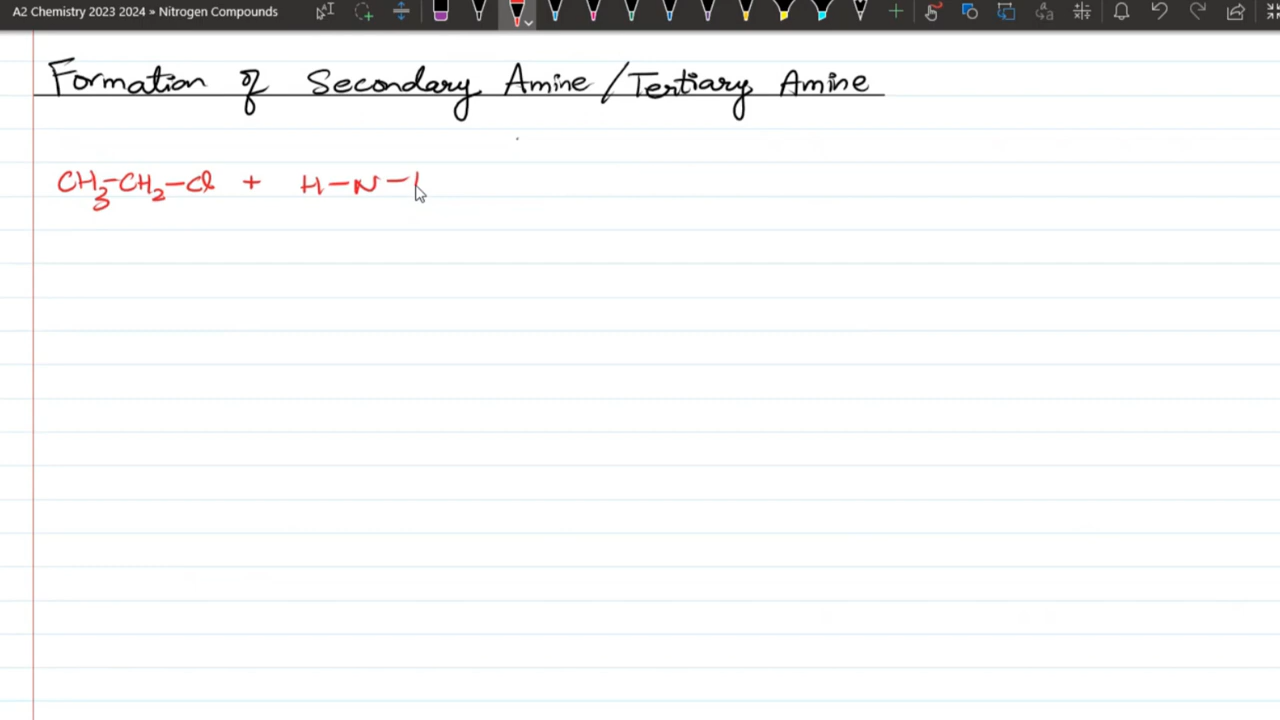 A2 Chemistry 2023 2024 » Nitrogen Compounds
Formation of Secondary Amine / Tertiary Amine
CH3-CH2-Cl + H-N-